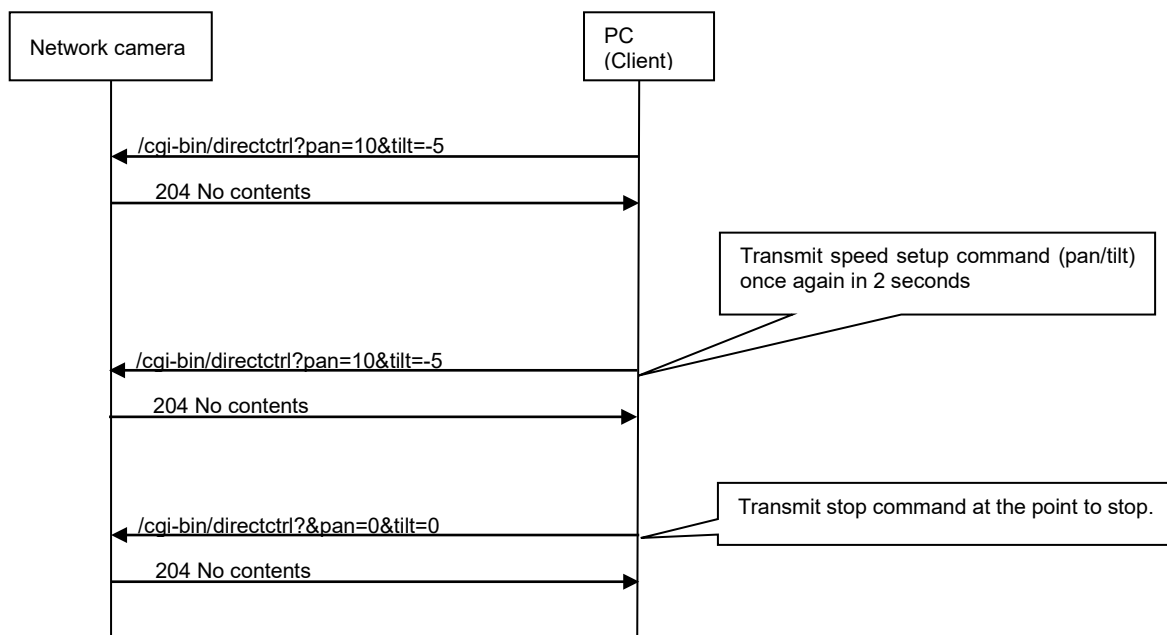 Network camera
PC
(Client)
/cgi-bin/directctrl?pan=10&tilt=-5
204 No contents
Transmit speed setup command (pan/tilt)
once again in 2 seconds
/cgi-bin/directctrl?pan=10&tilt=-5
204 No contents
Transmit stop command at the point to stop.
/cgi-bin/directctrl?&pan=0&tilt=0
204 No contents